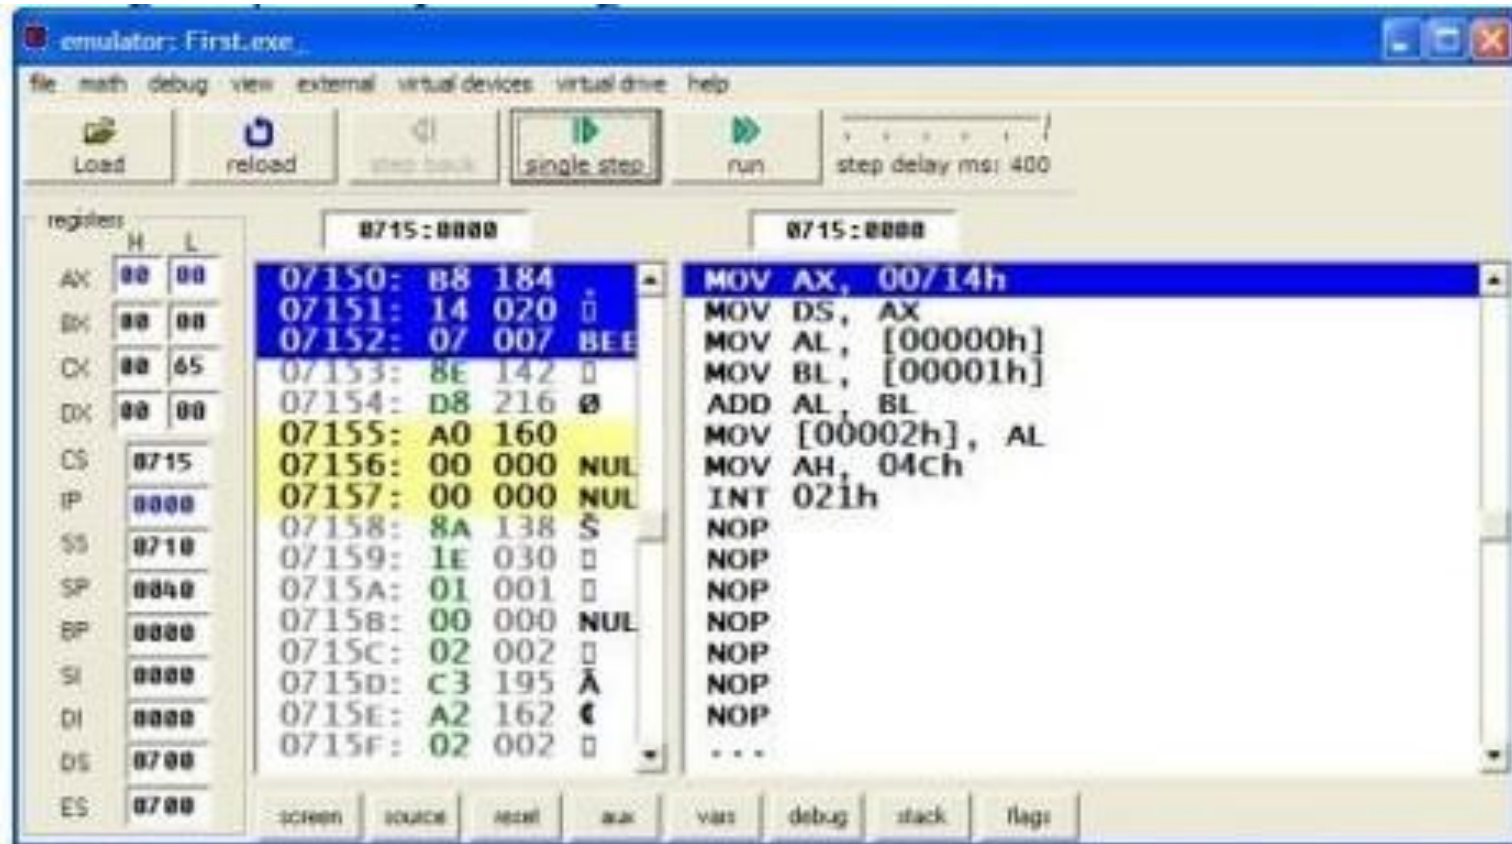 emulator: First.exe_
file math debug view external virtual devices virtual drive help
Load reload step back single step run step delay ms: 400
registers
H L
0715:0000 0715:0000
AX 00 00
BX 00 00
CX 00 65
DX 00 00
CS 0715
IP 0000
SS 0710
SP 0040
BP 0000
SI 0000
DI 0000
DS 0700
ES 0700
07150: B8 184 ¸
07151: 14 020
07152: 07 007 BEE
07153: 8E 142
07154: D8 216 Ø
07155: A0 160
07156: 00 000 NUL
07157: 00 000 NUL
07158: 8A 138 Š
07159: 1E 030
0715A: 01 001
0715B: 00 000 NUL
0715C: 02 002
0715D: C3 195 Ã
0715E: A2 162 ¢
0715F: 02 002
MOV AX, 00714h
MOV DS, AX
MOV AL, [00000h]
MOV BL, [00001h]
ADD AL, BL
MOV [00002h], AL
MOV AH, 04Ch
INT 021h
NOP
NOP
NOP
NOP
NOP
NOP
NOP
...
screen source reset aux vars debug stack flags